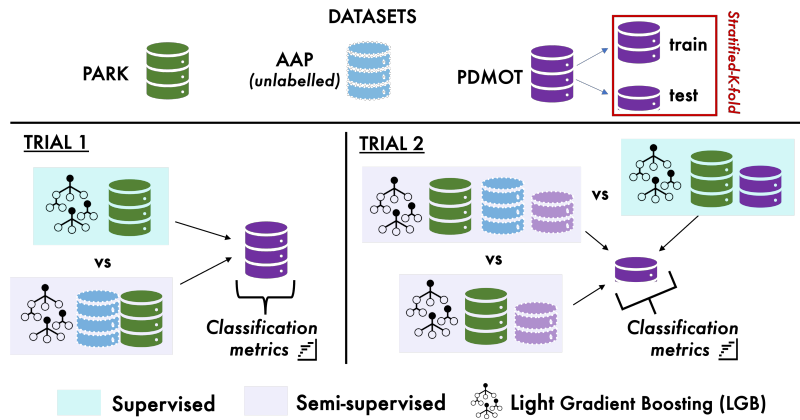 DATASETS
PARK
AAP
(unlabelled)
PDMOT
train
test
Stratified-K-fold
TRIAL 1
vs
Classification
metrics
TRIAL 2
vs
vs
Classification
metrics
Supervised
Semi-supervised
Light Gradient Boosting (LGB)